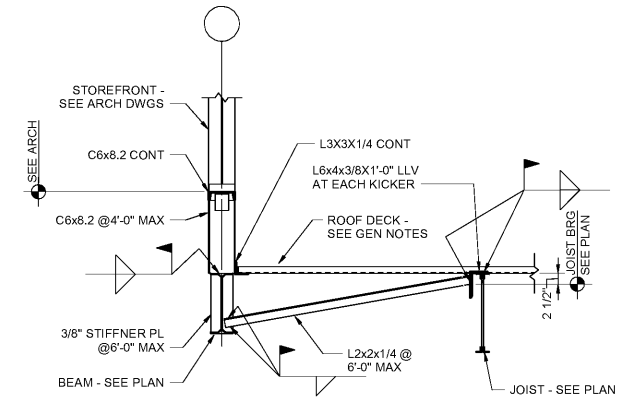 STOREFRONT -
SEE ARCH DWGS
C6x8.2 CONT
SEE ARCH
C6x8.2 @4'-0" MAX
3/8" STIFFNER PL
@6'-0" MAX
BEAM - SEE PLAN
L3X3X1/4 CONT
L6x4x3/8X1'-0" LLV
AT EACH KICKER
ROOF DECK -
SEE GEN NOTES
L2x2x1/4 @
6'-0" MAX
JOIST BRG
SEE PLAN
2 1/2"
JOIST - SEE PLAN